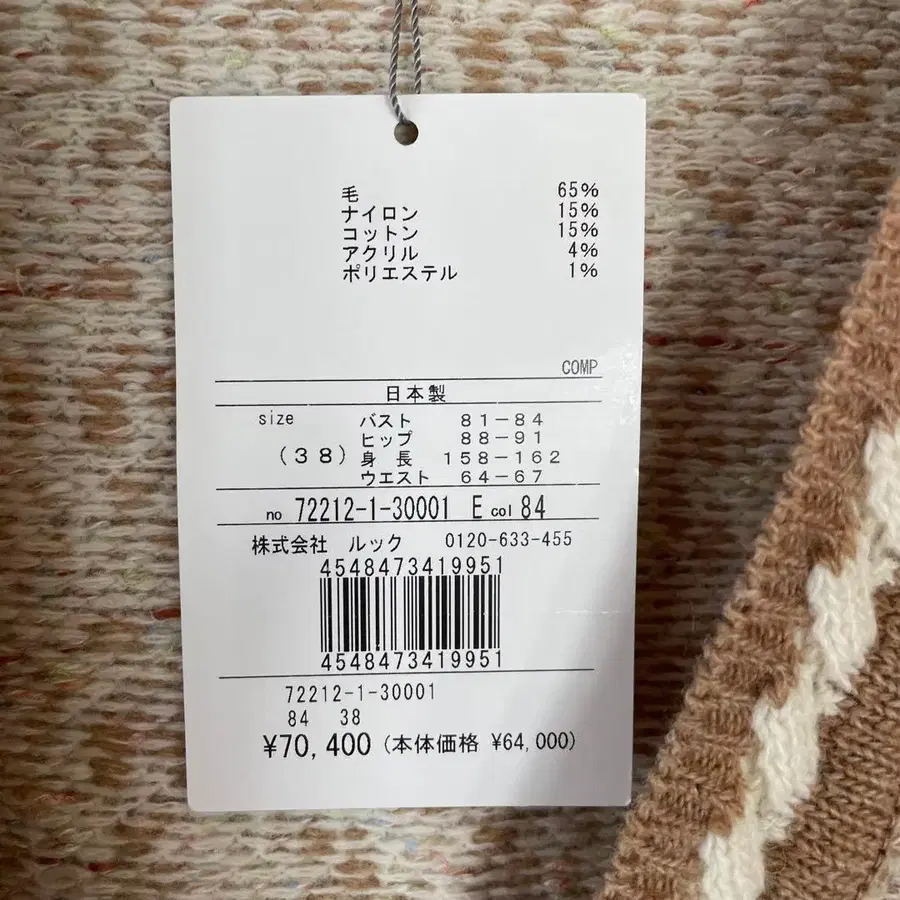 毛 65%
ナイロン 15%
コットン 15%
アクリル 4%
ポリエステル 1%
COMP
日本製
size バスト 81-84
ヒップ 88-91
(38) 身長 158-162
ウエスト 64-67
no 72212-1-30001 E col 84
株式会社 ルック 0120-633-455
4548473419951
4548473419951
72212-1-30001
84 38
¥70,400 (本体価格 ¥64,000)